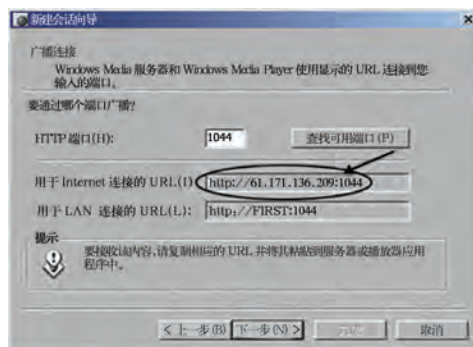 新建会话向导
广播连接
Windows Media 服务器和 Windows Media Player 使用显示的 URL 连接到您
输入的端口。
要通过哪个端口广播?
HTTP 端口(H): 1044 查找可用端口(P)
用于 Internet 连接的 URL(I) http://61.171.136.209:1044
用于 LAN 连接的 URL(L): http://FIRST:1044
提示
要接收该内容,请复制相应的 URL 并将其粘贴到服务器或播放器应用
程序中。
< 上一步(B) 下一步(N) > 取消